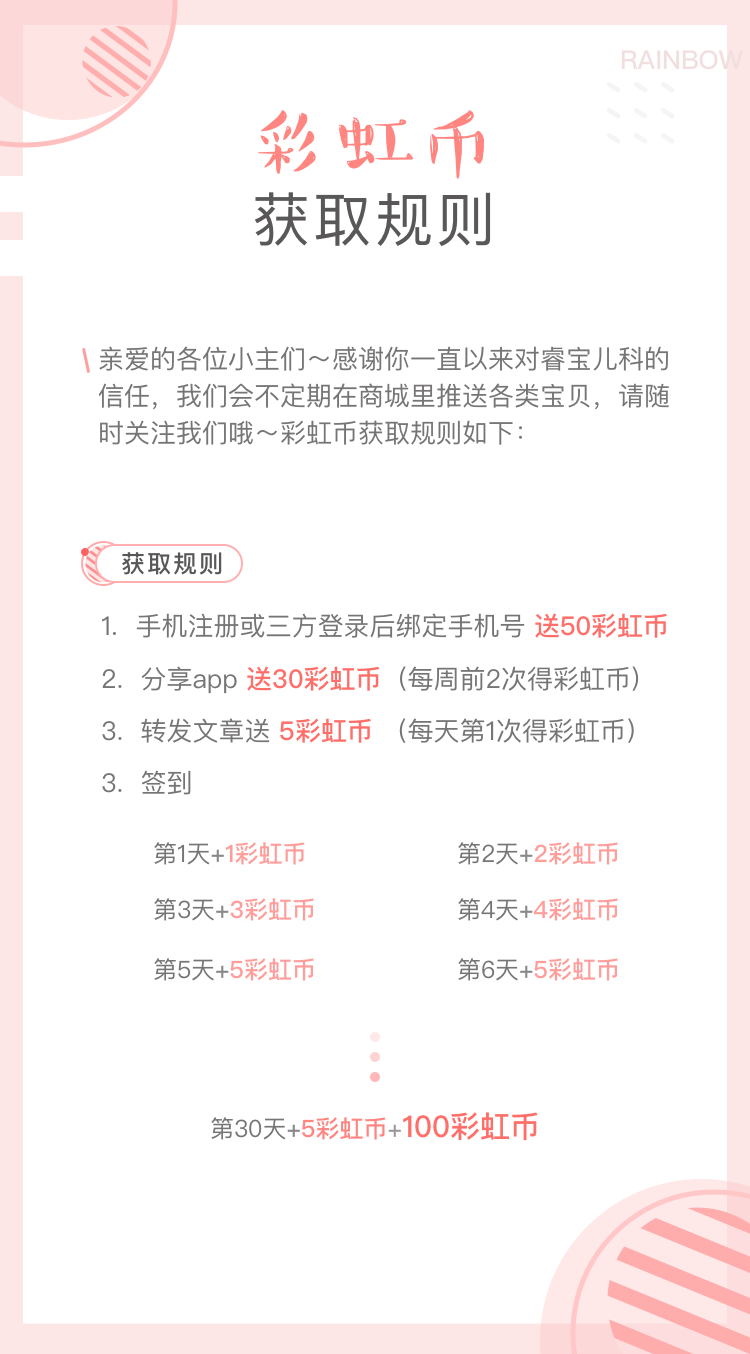 RAINBOW
彩虹币
获取规则
亲爱的各位小主们～感谢你一直以来对睿宝儿科的
信任，我们会不定期在商城里推送各类宝贝，请随
时关注我们哦～彩虹币获取规则如下：
获取规则
1. 手机注册或三方登录后绑定手机号 送50彩虹币
2. 分享app 送30彩虹币（每周前2次得彩虹币）
3. 转发文章送 5彩虹币 （每天第1次得彩虹币）
3. 签到
第1天+1彩虹币 第2天+2彩虹币
第3天+3彩虹币 第4天+4彩虹币
第5天+5彩虹币 第6天+5彩虹币
第30天+5彩虹币+100彩虹币